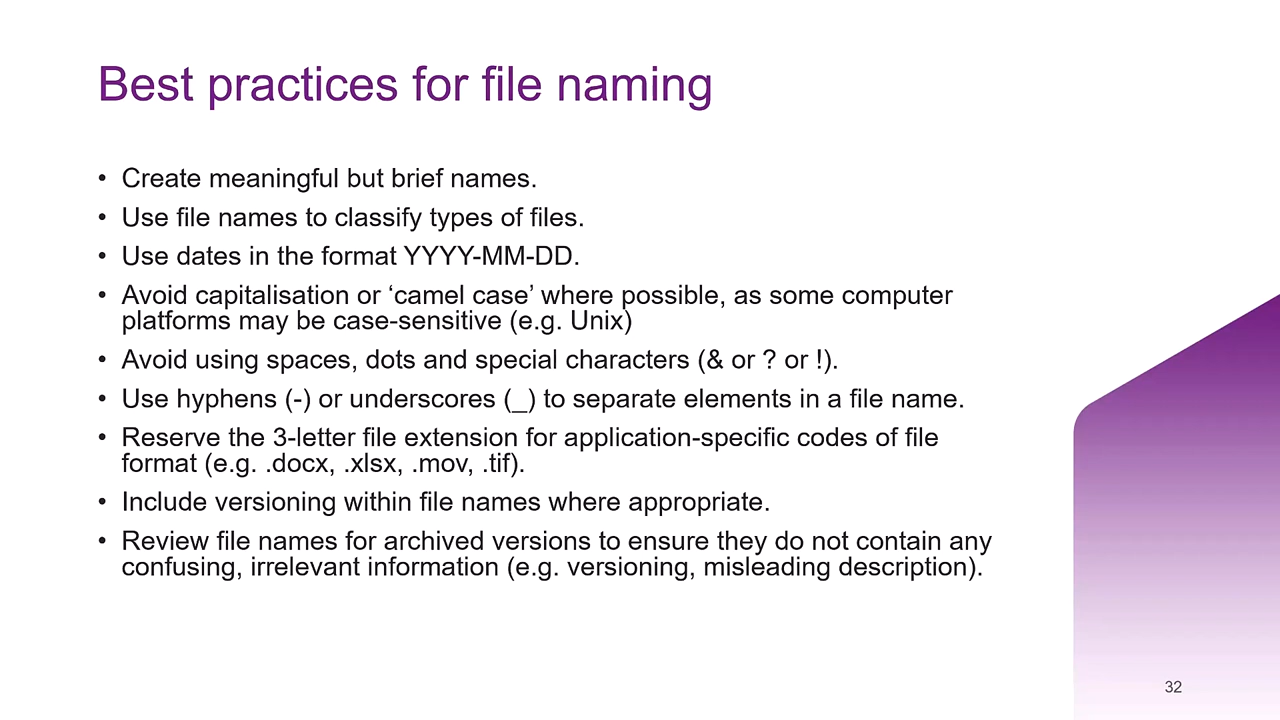 Best practices for file naming
• Create meaningful but brief names.
• Use file names to classify types of files.
• Use dates in the format YYYY-MM-DD.
• Avoid capitalisation or ‘camel case’ where possible, as some computer
platforms may be case-sensitive (e.g. Unix)
• Avoid using spaces, dots and special characters (& or ? or !).
• Use hyphens (-) or underscores (_) to separate elements in a file name.
• Reserve the 3-letter file extension for application-specific codes of file
format (e.g. .docx, .xlsx, .mov, .tif).
• Include versioning within file names where appropriate.
• Review file names for archived versions to ensure they do not contain any
confusing, irrelevant information (e.g. versioning, misleading description).
32